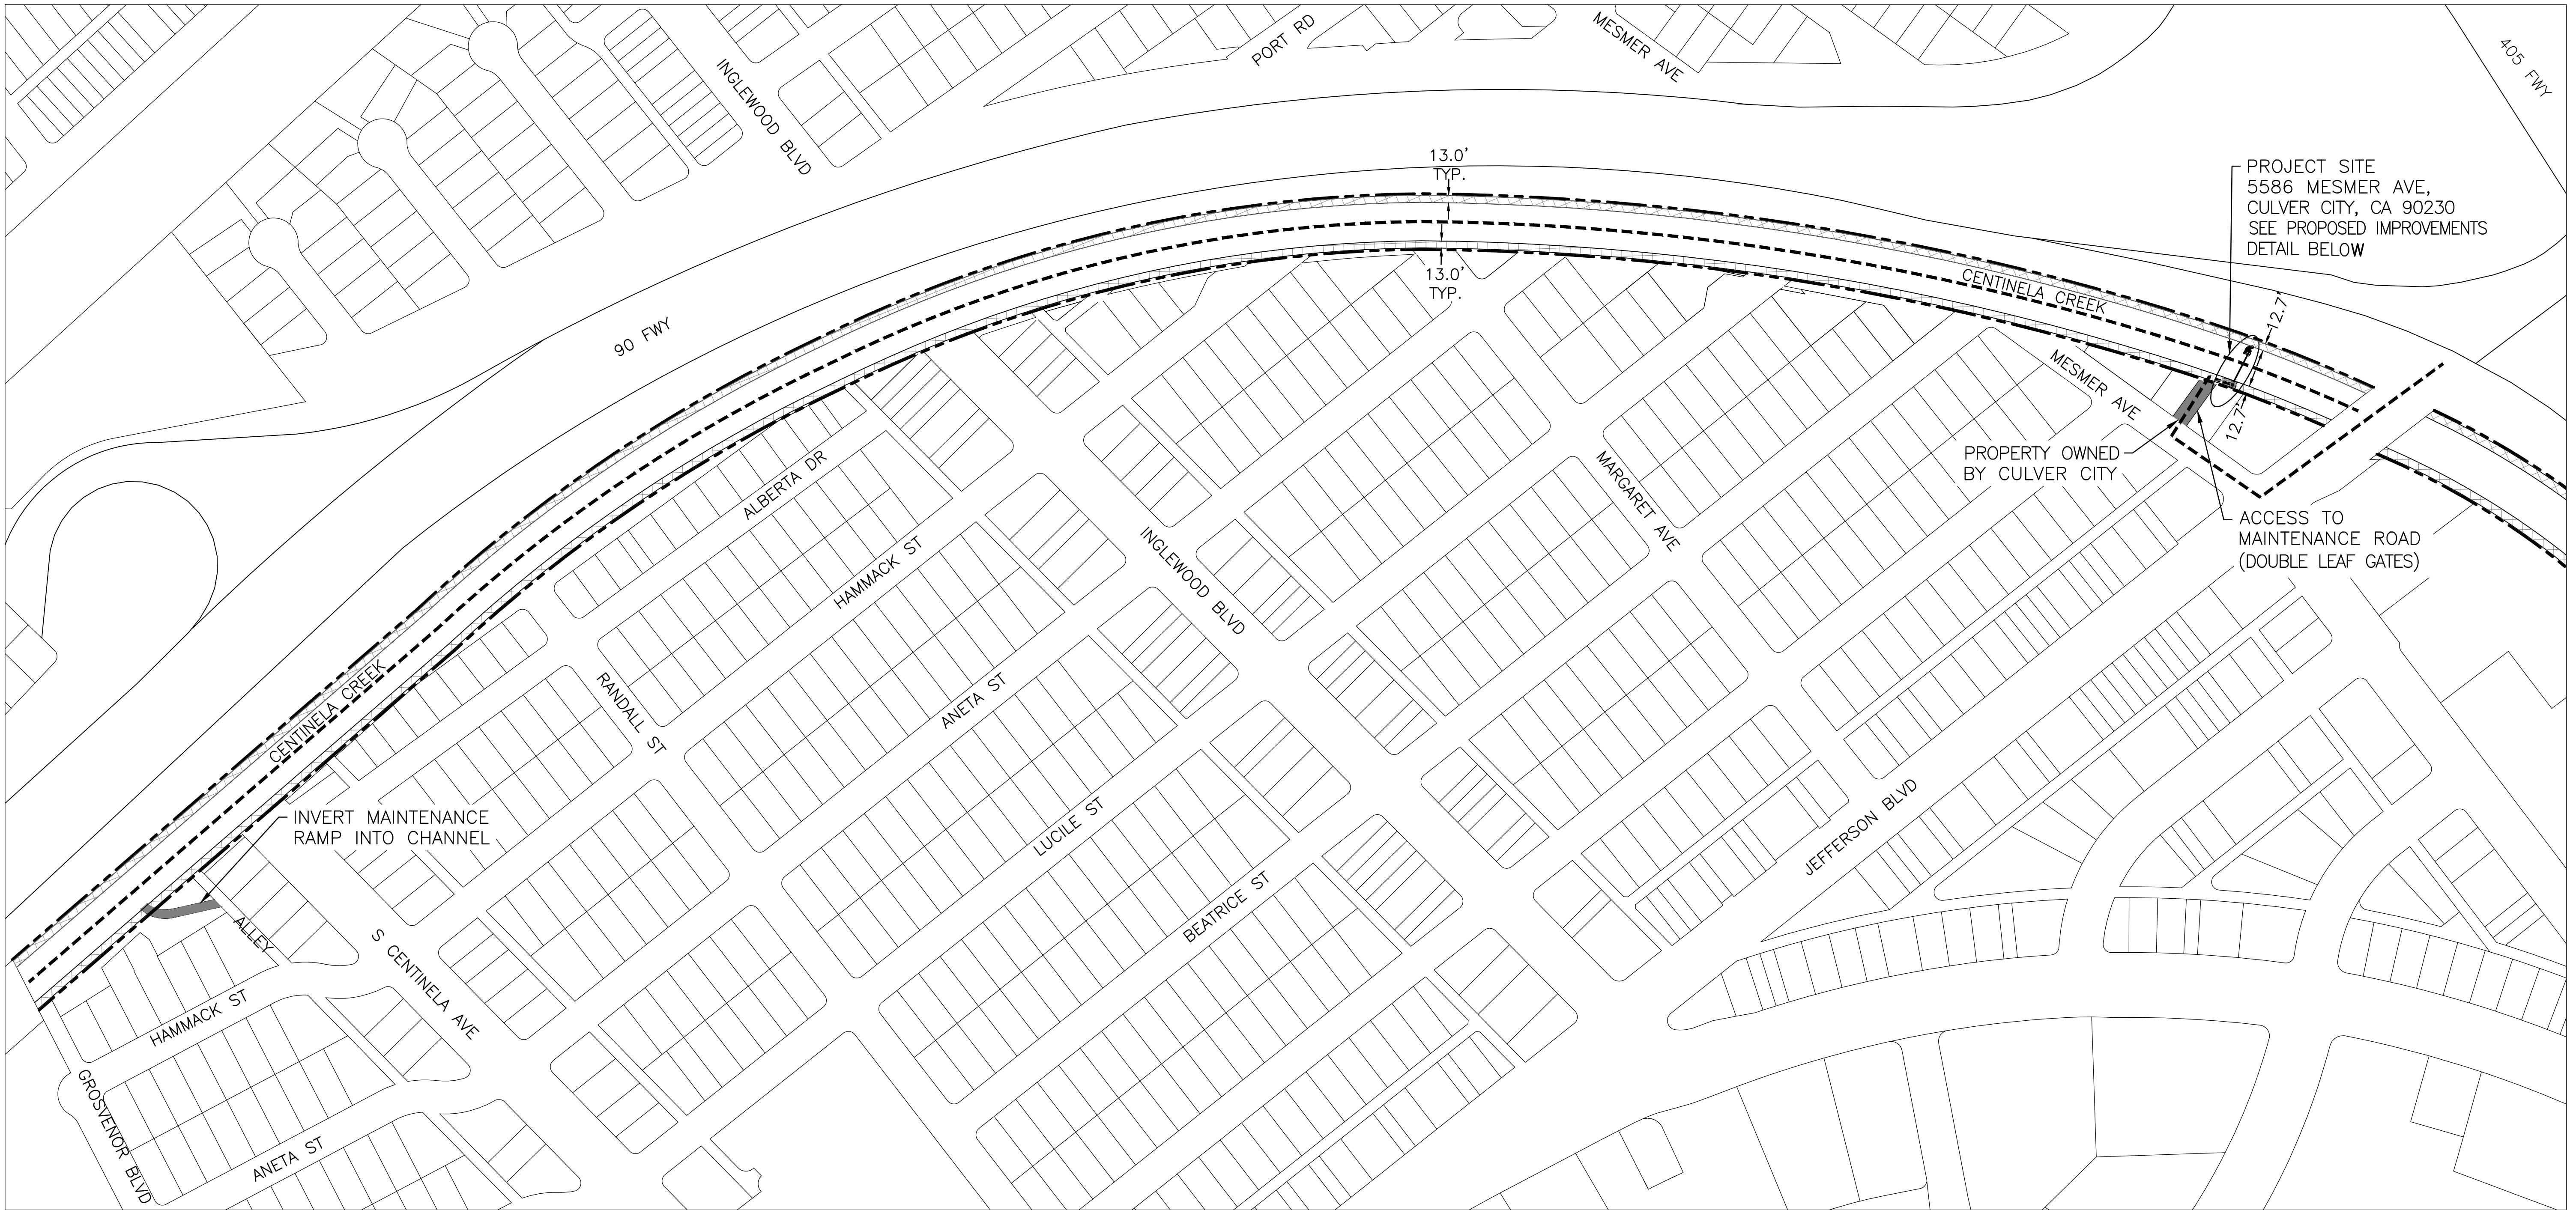 PORT RD
MESMER AVE
405 FWY
INGLEWOOD BLVD
13.0'
TYP.
PROJECT SITE
5586 MESMER AVE,
CULVER CITY, CA 90230
SEE PROPOSED IMPROVEMENTS
DETAIL BELOW
13.0'
TYP.
CENTINELA CREEK
12.7'
90 FWY
MESMER AVE
12.7'
PROPERTY OWNED
BY CULVER CITY
ALBERTA DR
MARGARET AVE
ACCESS TO
MAINTENANCE ROAD
(DOUBLE LEAF GATES)
HAMMACK ST
INGLEWOOD BLVD
CENTINELA CREEK
RANDALL ST
ANETA ST
INVERT MAINTENANCE
RAMP INTO CHANNEL
LUCILE ST
JEFFERSON BLVD
ALLEY
BEATRICE ST
S CENTINELA AVE
HAMMACK ST
GROSVENOR BLVD
ANETA ST